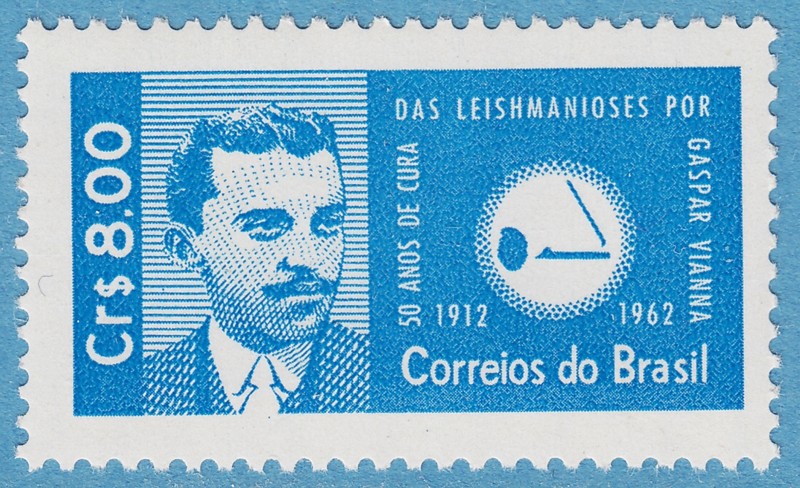 Cr$ 8.00
50 ANOS DE CURA
DAS LEISHMANIOSES POR
GASPAR VIANNA
1912 1962
Correios do Brasil